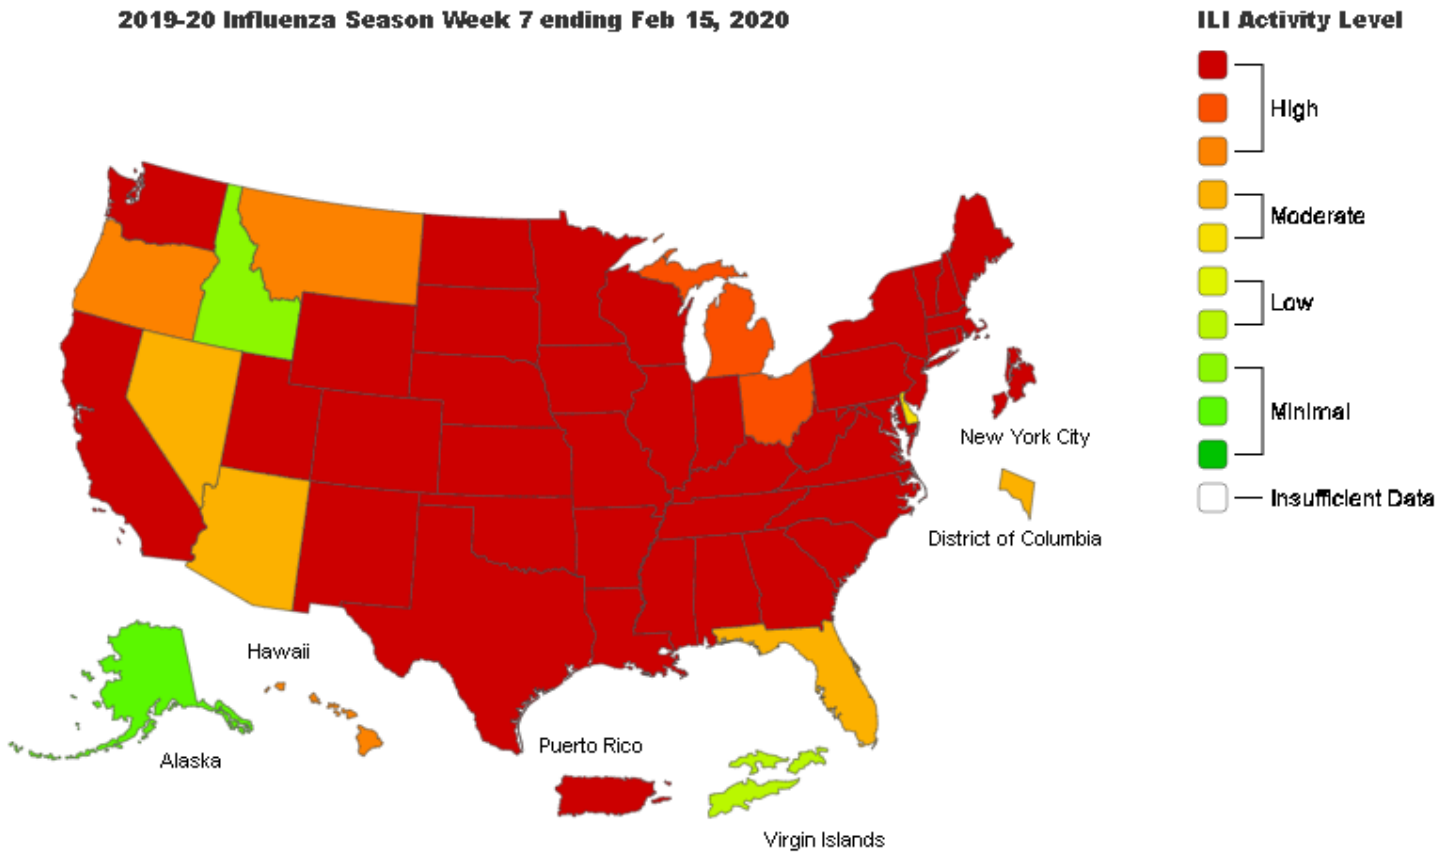 2019-20 Influenza Season Week 7 ending Feb 15, 2020
ILI Activity Level
High
Moderate
Low
Minimal
Insufficient Data
New York City
District of Columbia
Hawaii
Alaska
Puerto Rico
Virgin Islands